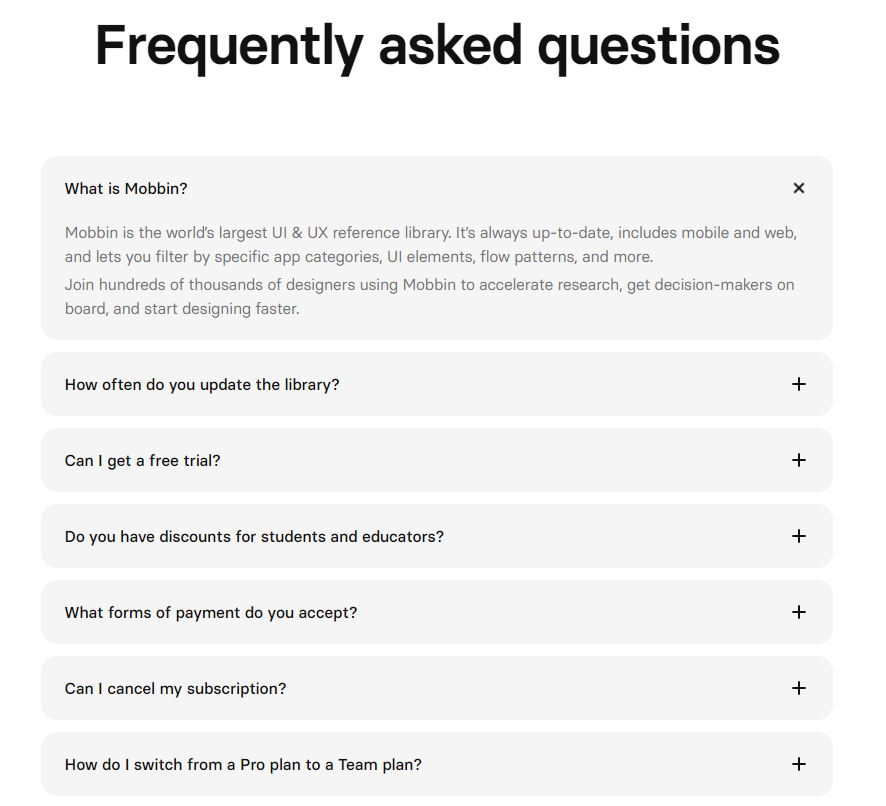 Frequently asked questions
What is Mobbin?
Mobbin is the world’s largest UI & UX reference library. It’s always up-to-date, includes mobile and web,
and lets you filter by specific app categories, UI elements, flow patterns, and more.
Join hundreds of thousands of designers using Mobbin to accelerate research, get decision-makers on
board, and start designing faster.
How often do you update the library?
Can I get a free trial?
Do you have discounts for students and educators?
What forms of payment do you accept?
Can I cancel my subscription?
How do I switch from a Pro plan to a Team plan?